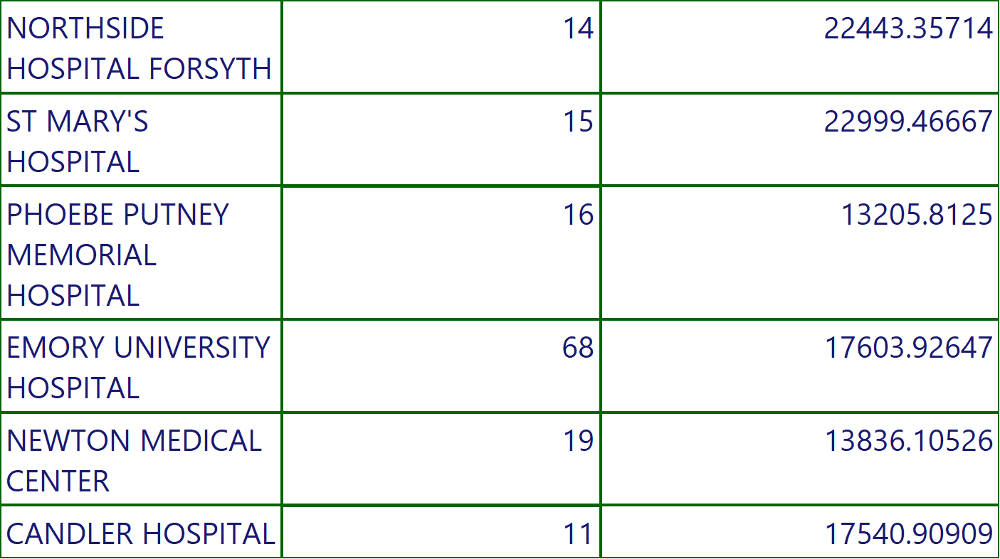 NORTHSIDE 14 22443.35714
HOSPITAL FORSYTH
ST MARY'S 15 22999.46667
HOSPITAL
PHOEBE PUTNEY 16 13205.8125
MEMORIAL
HOSPITAL
EMORY UNIVERSITY 68 17603.92647
HOSPITAL
NEWTON MEDICAL 19 13836.10526
CENTER
CANDLER HOSPITAL 11 17540.90909